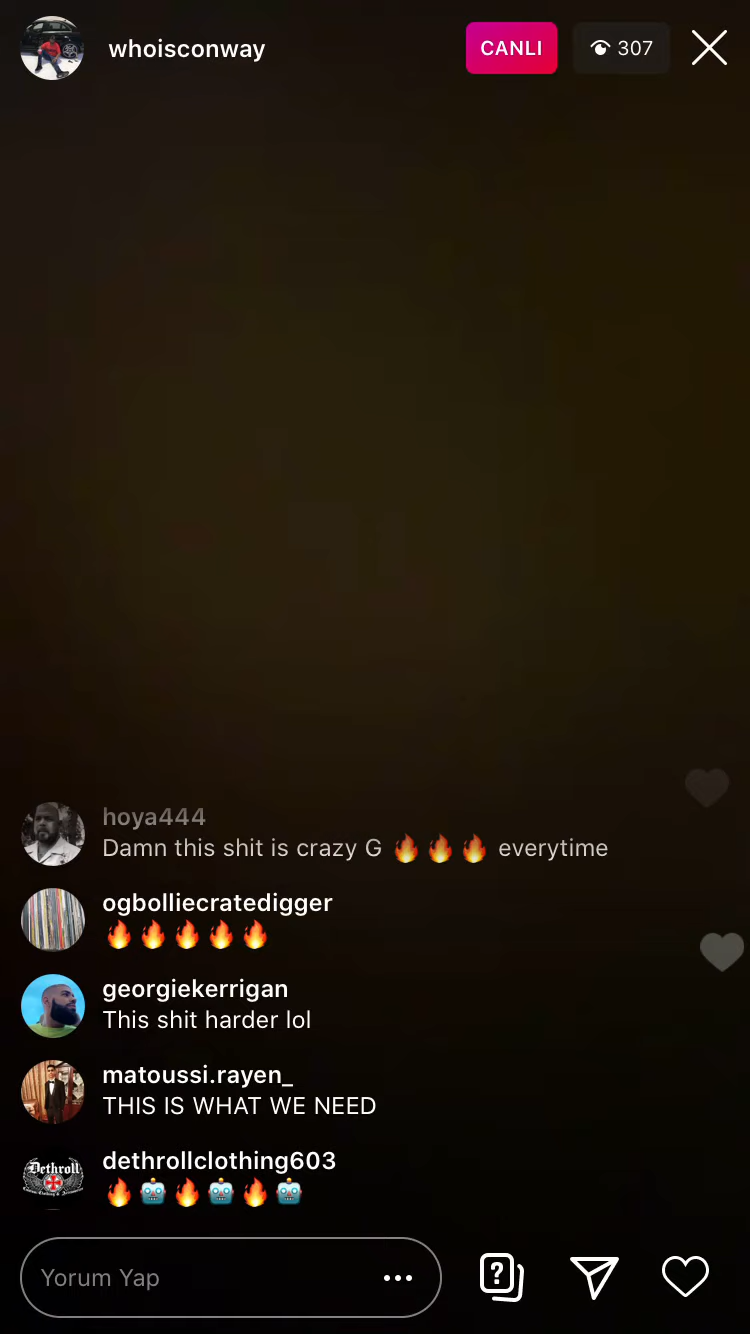 whoisconway
CANLI
307
hoya444
Damn this shit is crazy G 🔥🔥🔥 everytime
ogbolliecratedigger
🔥🔥🔥🔥🔥
georgiekerrigan
This shit harder lol
matoussi.rayen_
THIS IS WHAT WE NEED
Dethroll
dethrollclothing603
🔥🤖🔥🤖🔥🤖
Yorum Yap